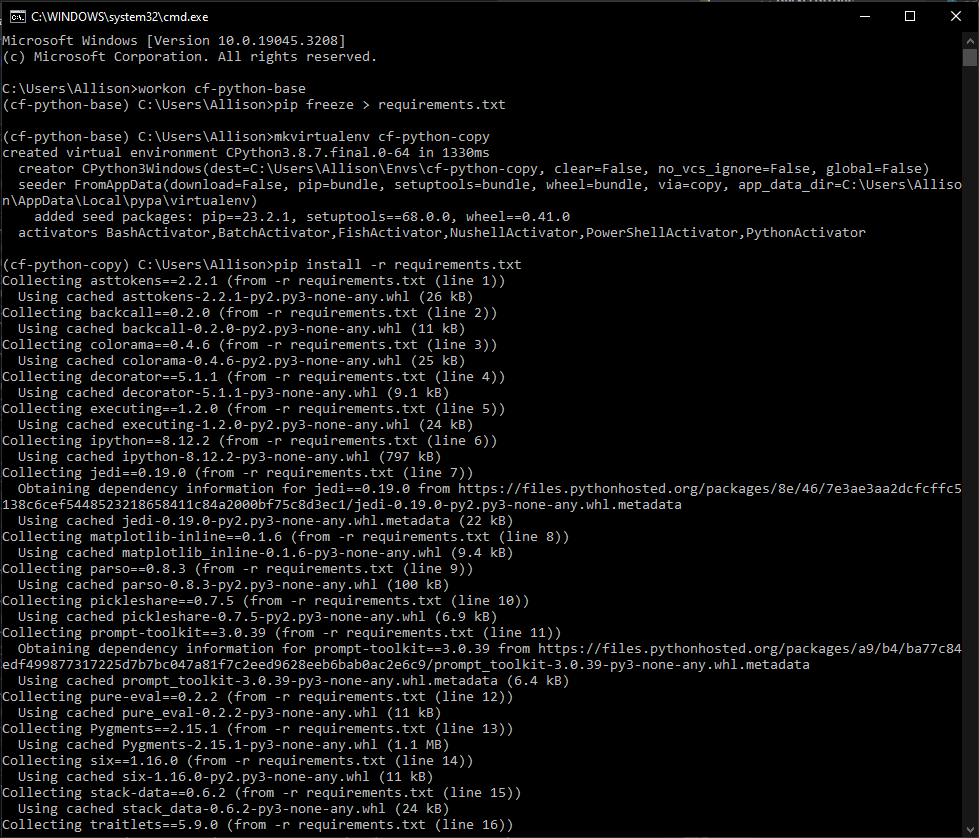 C:\WINDOWS\system32\cmd.exe
Microsoft Windows [Version 10.0.19045.3208]
(c) Microsoft Corporation. All rights reserved.
C:\Users\Allison>workon cf-python-base
(cf-python-base) C:\Users\Allison>pip freeze > requirements.txt
(cf-python-base) C:\Users\Allison>mkvirtualenv cf-python-copy
created virtual environment CPython3.8.7.final.0-64 in 1330ms
  creator CPython3Windows(dest=C:\Users\Allison\Envs\cf-python-copy, clear=False, no_vcs_ignore=False, global=False)
  seeder FromAppData(download=False, pip=bundle, setuptools=bundle, wheel=bundle, via=copy, app_data_dir=C:\Users\Alliso
n\AppData\Local\pypa\virtualenv)
    added seed packages: pip==23.2.1, setuptools==68.0.0, wheel==0.41.0
  activators BashActivator,BatchActivator,FishActivator,NushellActivator,PowerShellActivator,PythonActivator
(cf-python-copy) C:\Users\Allison>pip install -r requirements.txt
Collecting asttokens==2.2.1 (from -r requirements.txt (line 1))
  Using cached asttokens-2.2.1-py2.py3-none-any.whl (26 kB)
Collecting backcall==0.2.0 (from -r requirements.txt (line 2))
  Using cached backcall-0.2.0-py2.py3-none-any.whl (11 kB)
Collecting colorama==0.4.6 (from -r requirements.txt (line 3))
  Using cached colorama-0.4.6-py2.py3-none-any.whl (25 kB)
Collecting decorator==5.1.1 (from -r requirements.txt (line 4))
  Using cached decorator-5.1.1-py3-none-any.whl (9.1 kB)
Collecting executing==1.2.0 (from -r requirements.txt (line 5))
  Using cached executing-1.2.0-py2.py3-none-any.whl (24 kB)
Collecting ipython==8.12.2 (from -r requirements.txt (line 6))
  Using cached ipython-8.12.2-py3-none-any.whl (797 kB)
Collecting jedi==0.19.0 (from -r requirements.txt (line 7))
  Obtaining dependency information for jedi==0.19.0 from https://files.pythonhosted.org/packages/8e/46/7e3ae3aa2dcfcffc5
138c6cef5448523218658411c84a2000bf75c8d3ec1/jedi-0.19.0-py2.py3-none-any.whl.metadata
  Using cached jedi-0.19.0-py2.py3-none-any.whl.metadata (22 kB)
Collecting matplotlib-inline==0.1.6 (from -r requirements.txt (line 8))
  Using cached matplotlib_inline-0.1.6-py3-none-any.whl (9.4 kB)
Collecting parso==0.8.3 (from -r requirements.txt (line 9))
  Using cached parso-0.8.3-py2.py3-none-any.whl (100 kB)
Collecting pickleshare==0.7.5 (from -r requirements.txt (line 10))
  Using cached pickleshare-0.7.5-py2.py3-none-any.whl (6.9 kB)
Collecting prompt-toolkit==3.0.39 (from -r requirements.txt (line 11))
  Obtaining dependency information for prompt-toolkit==3.0.39 from https://files.pythonhosted.org/packages/a9/b4/ba77c84
edf499877317225d7b7bc047a81f7c2eed9628eeb6bab0ac2e6c9/prompt_toolkit-3.0.39-py3-none-any.whl.metadata
  Using cached prompt_toolkit-3.0.39-py3-none-any.whl.metadata (6.4 kB)
Collecting pure-eval==0.2.2 (from -r requirements.txt (line 12))
  Using cached pure_eval-0.2.2-py3-none-any.whl (11 kB)
Collecting Pygments==2.15.1 (from -r requirements.txt (line 13))
  Using cached Pygments-2.15.1-py3-none-any.whl (1.1 MB)
Collecting six==1.16.0 (from -r requirements.txt (line 14))
  Using cached six-1.16.0-py2.py3-none-any.whl (11 kB)
Collecting stack-data==0.6.2 (from -r requirements.txt (line 15))
  Using cached stack_data-0.6.2-py3-none-any.whl (24 kB)
Collecting traitlets==5.9.0 (from -r requirements.txt (line 16))